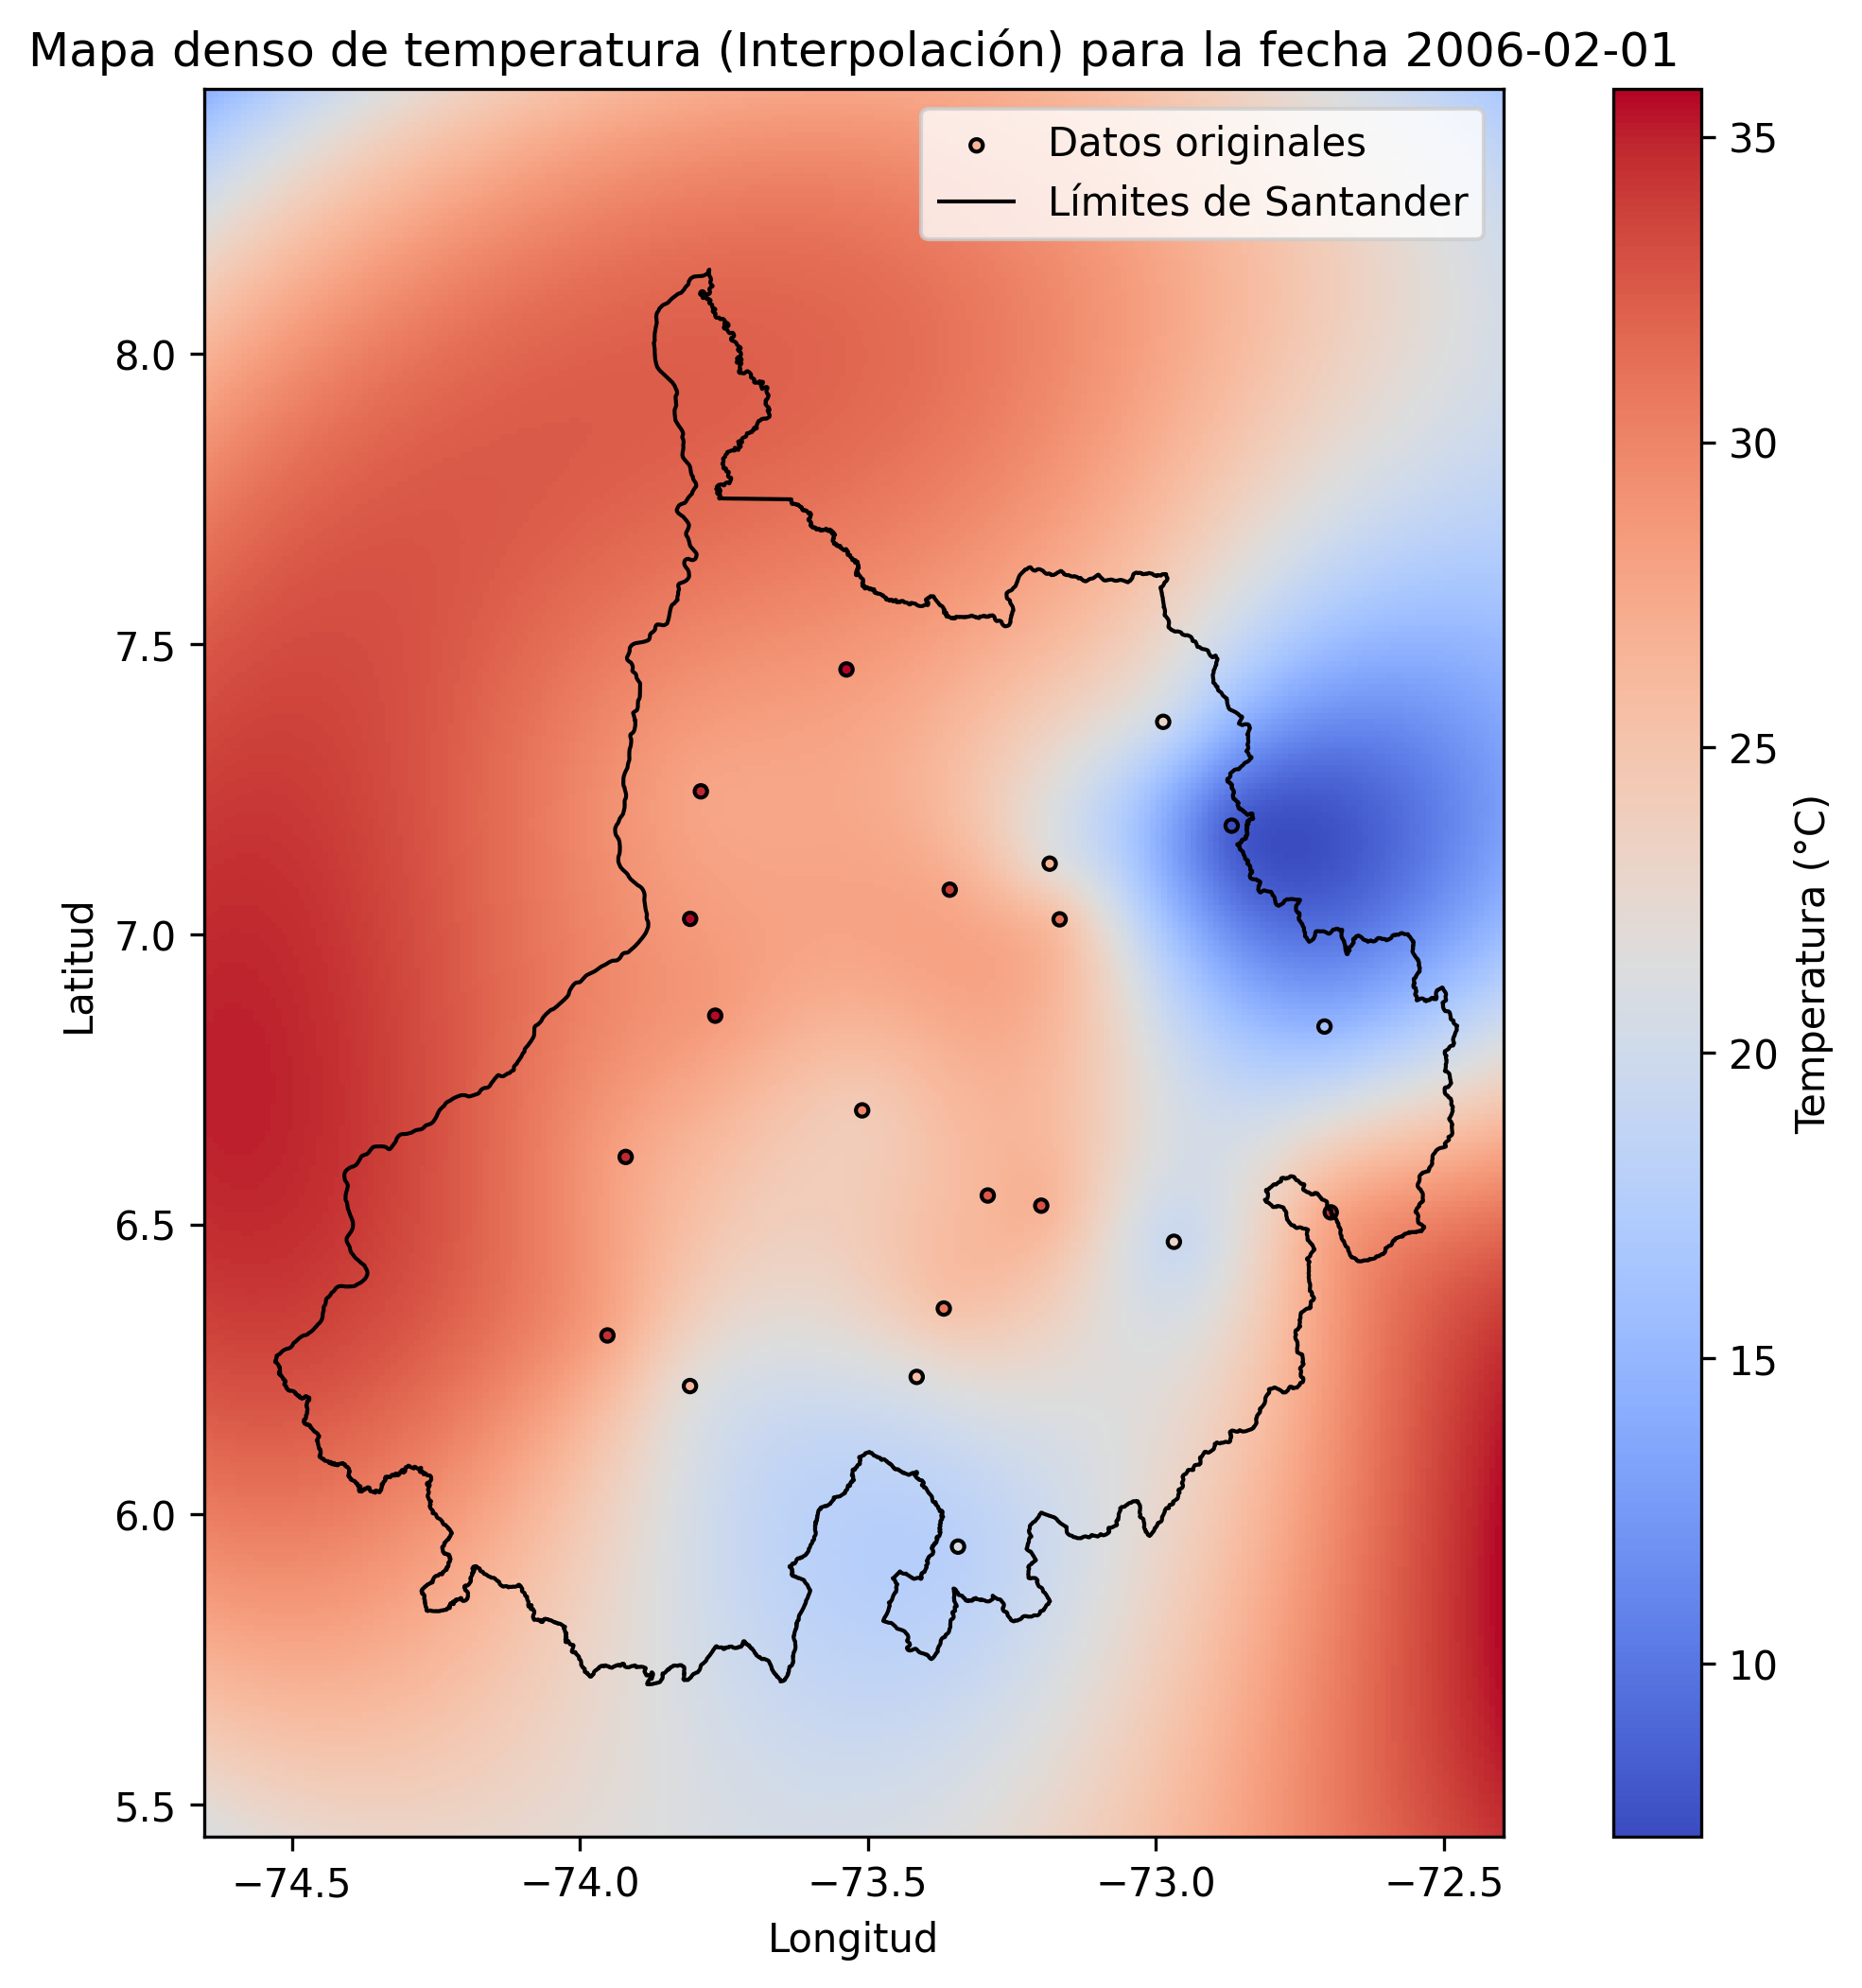 Mapa denso de temperatura (Interpolación) para la fecha 2006-02-01
Datos originales
Límites de Santander
8.0
7.5
7.0
6.5
6.0
5.5
Latitud
−74.5
−74.0
−73.5
−73.0
−72.5
Longitud
35
30
25
20
15
10
Temperatura (°C)